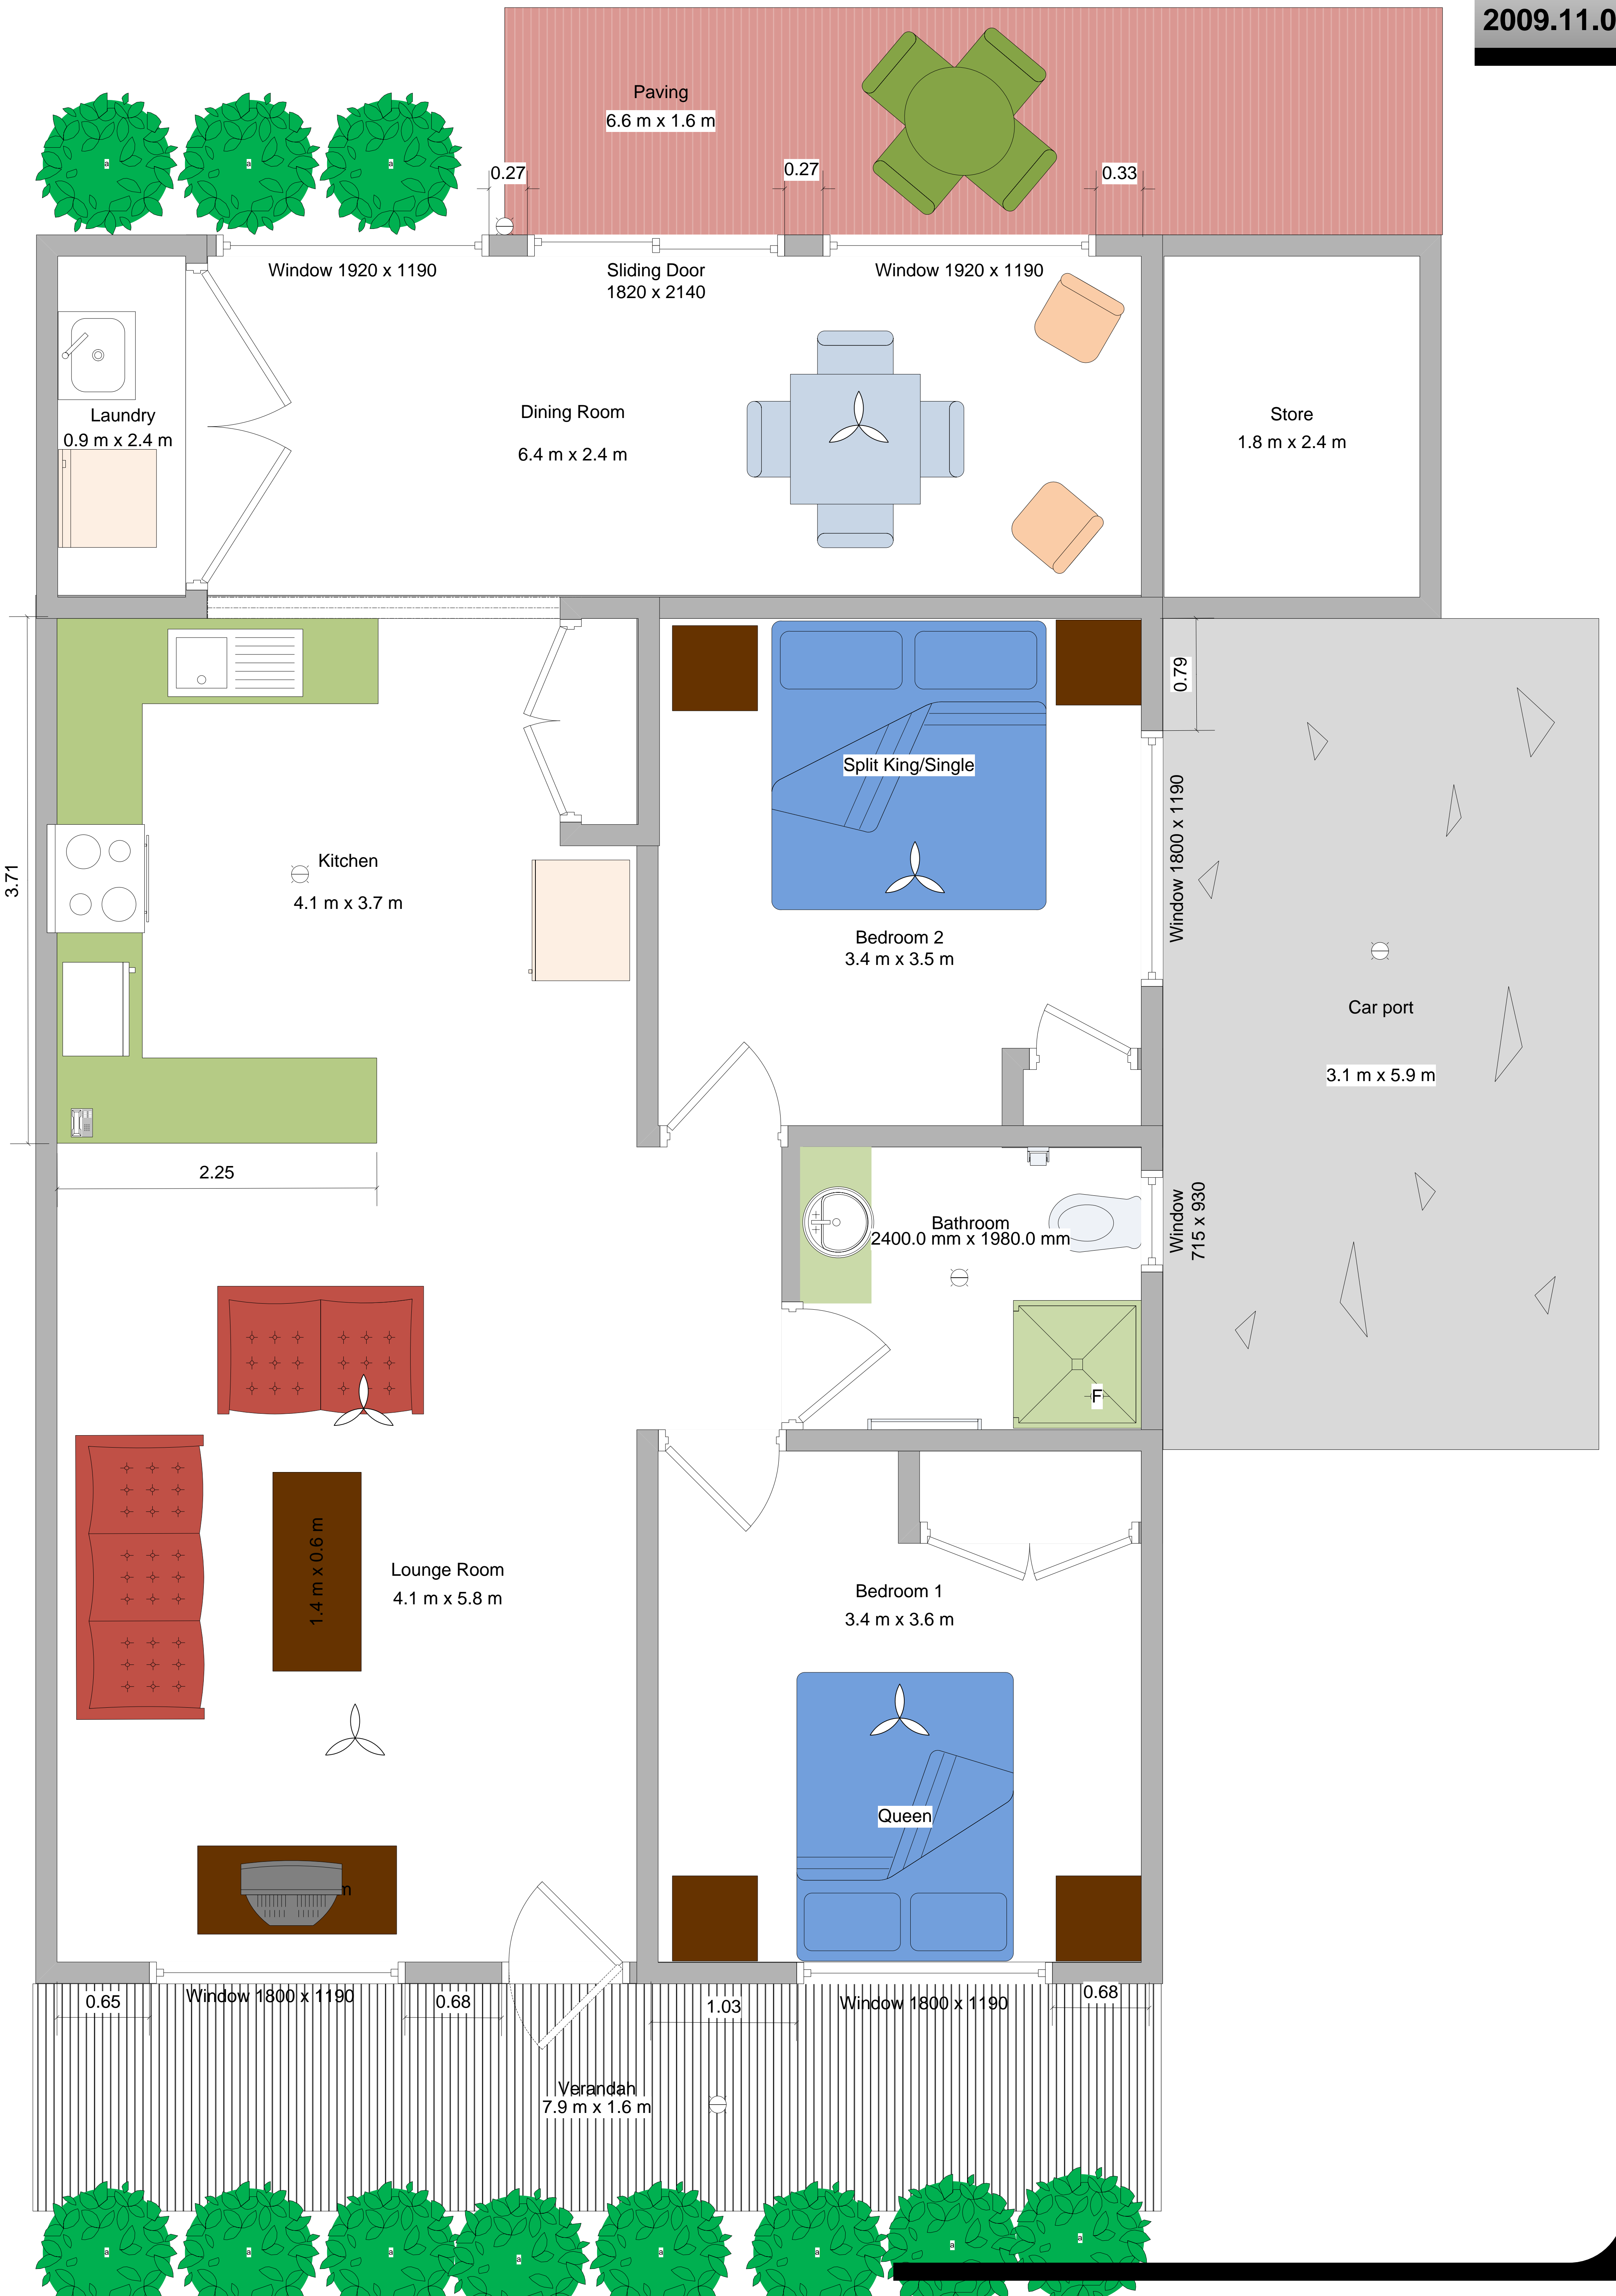 2009.11.0
Paving
6.6 m x 1.6 m
a
a
a
0.27
0.27
0.33
Window 1920 x 1190
Sliding Door
1820 x 2140
Window 1920 x 1190
Laundry
0.9 m x 2.4 m
Dining Room
6.4 m x 2.4 m
Store
1.8 m x 2.4 m
0.79
Split King/Single
Window 1800 x 1190
3.71
Kitchen
4.1 m x 3.7 m
Bedroom 2
3.4 m x 3.5 m
Car port
3.1 m x 5.9 m
2.25
Bathroom
2400.0 mm x 1980.0 mm
Window
715 x 930
F
1.4 m x 0.6 m
Lounge Room
4.1 m x 5.8 m
Bedroom 1
3.4 m x 3.6 m
Queen
m
0.65
Window 1800 x 1190
0.68
1.03
Window 1800 x 1190
0.68
Verandah
7.9 m x 1.6 m
a
a
a
a
a
a
a
a